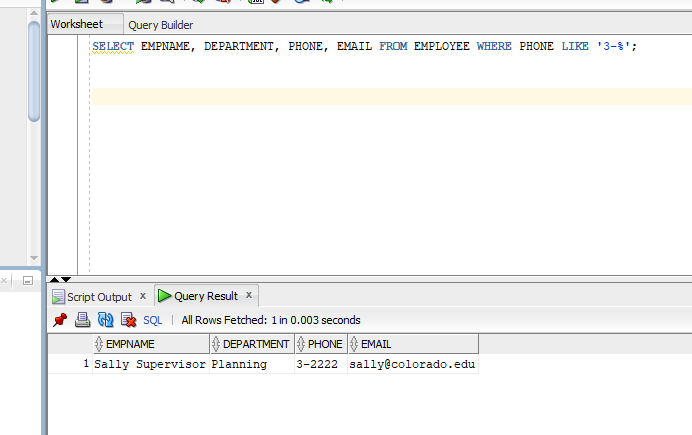 Worksheet Query Builder
SELECT EMPNAME, DEPARTMENT, PHONE, EMAIL FROM EMPLOYEE WHERE PHONE LIKE '3-%';
Script Output x Query Result x
SQL | All Rows Fetched: 1 in 0.003 seconds
EMPNAME DEPARTMENT PHONE EMAIL
1 Sally Supervisor Planning 3-2222 sally@colorado.edu